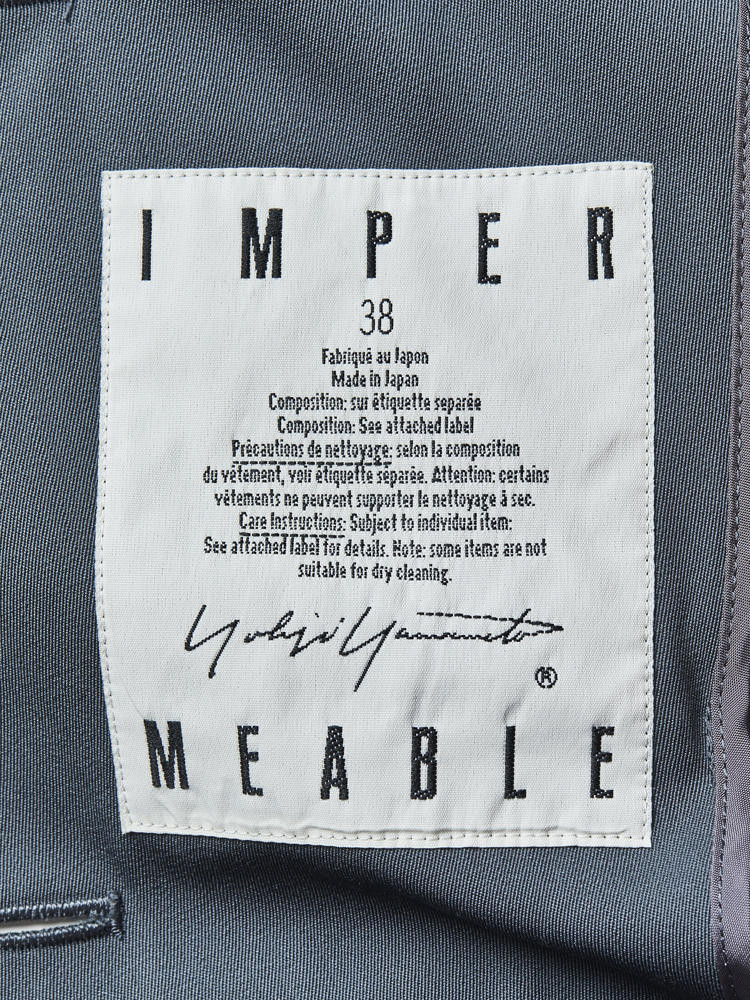 IMPER
38
Fabriqué au Japon
Made in Japan
Composition: sur étiquette separée
Composition: See attached label
Précautions de nettoyage: selon la composition
du vêtement, voir étiquette séparée. Attention: certains
vêtements ne peuvent supporter le nettoyage à sec.
Care Instructions: Subject to individual item:
See attached label for details. Note: some items are not
suitable for dry cleaning.
Yohji Yamamoto
®
MEABLE